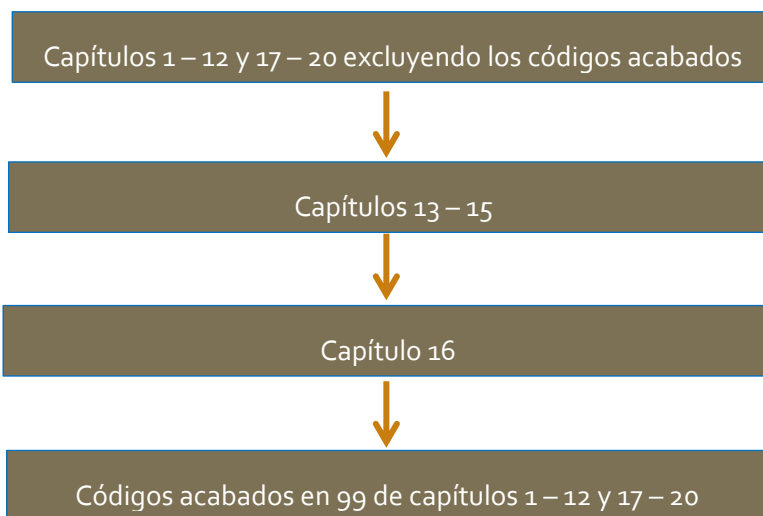 Capítulos 1 – 12 y 17 – 20 excluyendo los códigos acabados
Capítulos 13 – 15
Capítulo 16
Códigos acabados en 99 de capítulos 1 – 12 y 17 – 20